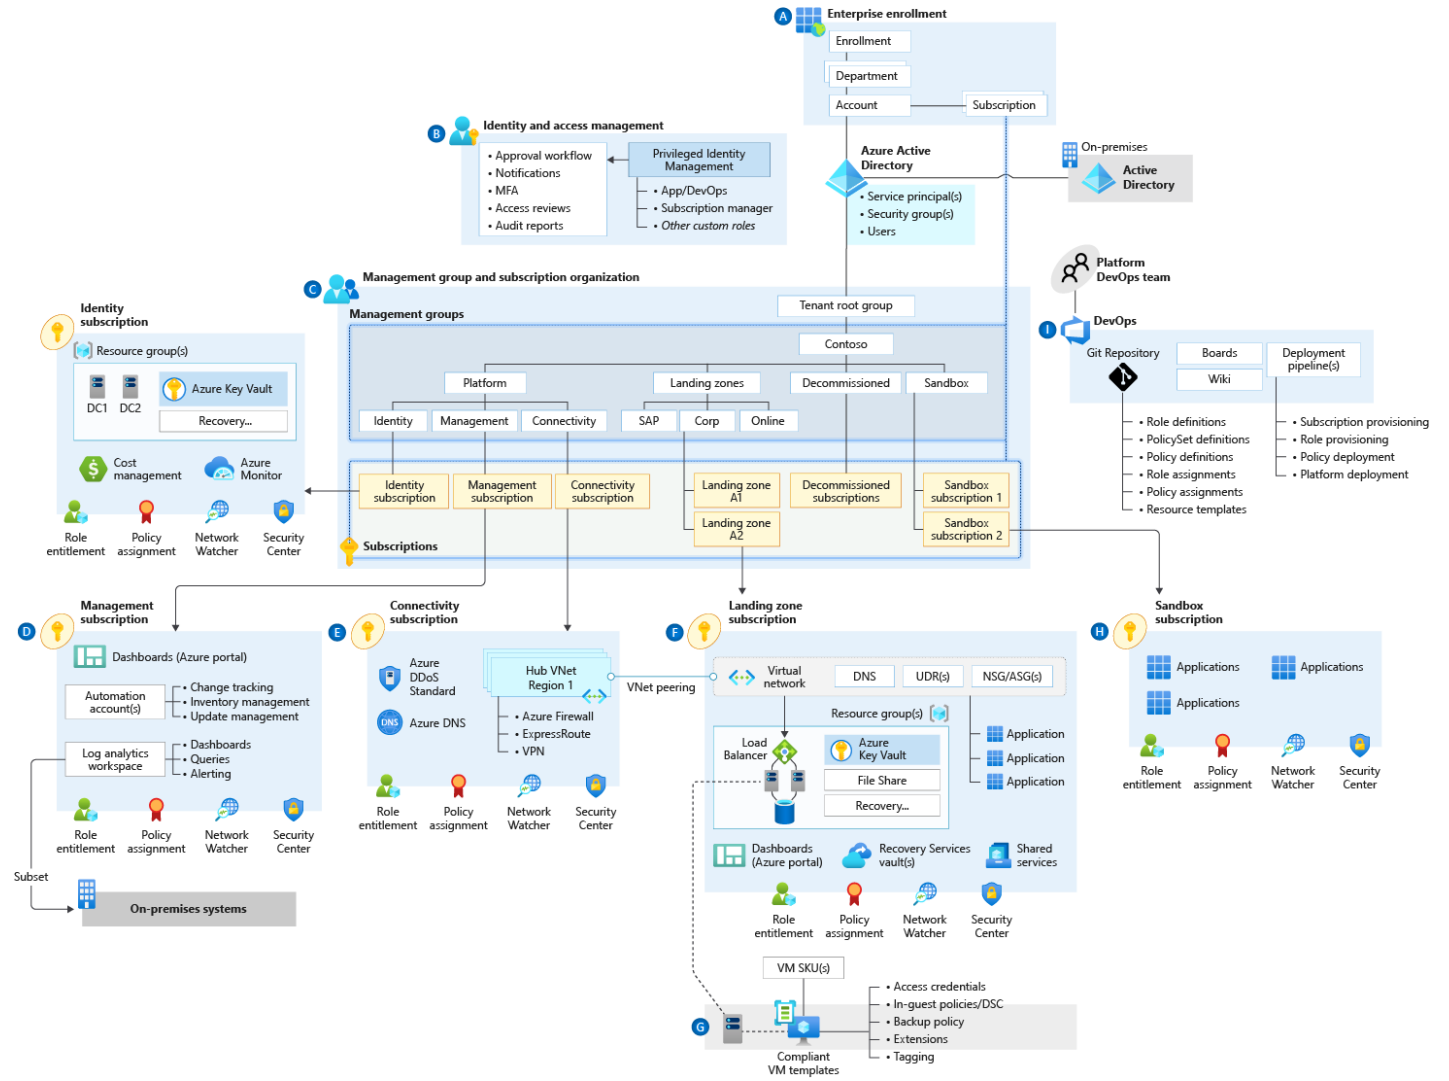 A
Enterprise enrollment
Enrollment
Department
Account
Subscription
B
Identity and access management
• Approval workflow
• Notifications
• MFA
• Access reviews
• Audit reports
Privileged Identity
Management
• App/DevOps
• Subscription manager
• Other custom roles
Azure Active
Directory
• Service principal(s)
• Security group(s)
• Users
On-premises
Active
Directory
Platform
DevOps team
C
Management group and subscription organization
Management groups
Tenant root group
Contoso
Platform
Landing zones
Decommissioned
Sandbox
Identity
Management
Connectivity
SAP
Corp
Online
Identity
subscription
Management
subscription
Connectivity
subscription
Landing zone
A1
Landing zone
A2
Decommissioned
subscriptions
Sandbox
subscription 1
Sandbox
subscription 2
Subscriptions
Identity
subscription
Resource group(s)
DC1
DC2
Azure Key Vault
Recovery...
Cost
management
Azure
Monitor
Role
entitlement
Policy
assignment
Network
Watcher
Security
Center
I
DevOps
Git Repository
Boards
Wiki
Deployment
pipeline(s)
• Role definitions
• PolicySet definitions
• Policy definitions
• Role assignments
• Policy assignments
• Resource templates
• Subscription provisioning
• Role provisioning
• Policy deployment
• Platform deployment
D
Management
subscription
Dashboards (Azure portal)
Automation
account(s)
• Change tracking
• Inventory management
• Update management
Log analytics
workspace
• Dashboards
• Queries
• Alerting
Role
entitlement
Policy
assignment
Network
Watcher
Security
Center
Subset
On-premises systems
E
Connectivity
subscription
Azure
DDoS
Standard
DNS
Azure DNS
Hub VNet
Region 1
• Azure Firewall
• ExpressRoute
• VPN
Role
entitlement
Policy
assignment
Network
Watcher
Security
Center
VNet peering
F
Landing zone
subscription
Virtual
network
DNS
UDR(s)
NSG/ASG(s)
Resource group(s)
Load
Balancer
Azure
Key Vault
File Share
Recovery...
Application
Application
Application
Dashboards
(Azure portal)
Recovery Services
vault(s)
Shared
services
Role
entitlement
Policy
assignment
Network
Watcher
Security
Center
H
Sandbox
subscription
Applications
Applications
Applications
Role
entitlement
Policy
assignment
Network
Watcher
Security
Center
G
VM SKU(s)
Compliant
VM templates
• Access credentials
• In-guest policies/DSC
• Backup policy
• Extensions
• Tagging